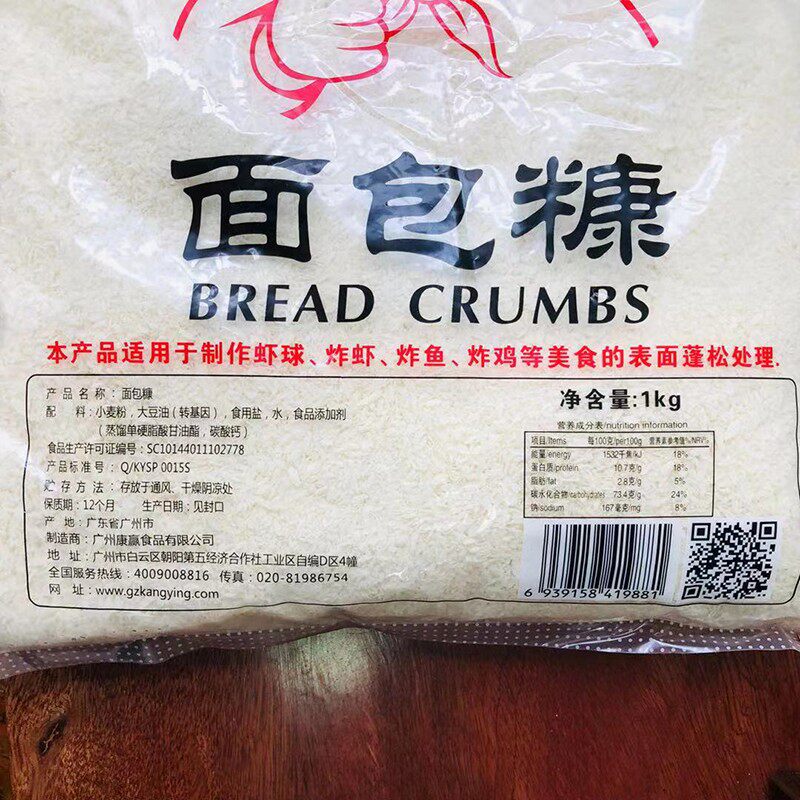 面包糠
BREAD CRUMBS
本产品适用于制作虾球、炸虾、炸鱼、炸鸡等美食的表面蓬松处理.
产品名称：面包糠
配 料：小麦粉，大豆油（转基因），食用盐，水，食品添加剂
（蒸馏单硬脂酸甘油酯，碳酸钙）
食品生产许可证编号：SC10144011102778
产品标准号：Q/KYSP 0015S
贮存方法：存放于通风、干燥阴凉处
保质期：12个月 生产日期：见封口
产 地：广东省广州市
制造商：广州康赢食品有限公司
地 址：广州市白云区朝阳第五经济合作社工业区自编D区4幢
全国服务热线：4009008816 传真：020-81986754
网 址：www.gzkangying.com
净含量:1kg
营养成分表/nutrition information
项目/Items 每100克/per100g 营养素参考值%/NRV%
能量/energy 1532千焦/kJ 18%
蛋白质/protein 10.7克/g 18%
脂肪/fat 2.8克/g 5%
碳水化合物/carbohydrate 73.4克/g 24%
钠/sodium 167毫克/mg 8%
6 939158 419881